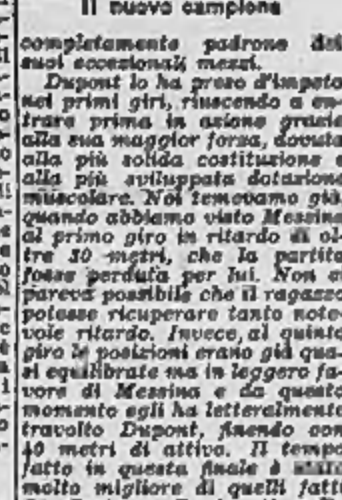 Il nuovo campione
completamente padrone dei
suoi eccezionali mezzi.
Dupont lo ha preso d'impeto
nei primi giri, riuscendo a en-
trare prima in azione grazie
alla sua maggior forza, dovuta
alla più solida costituzione e
alla più sviluppata dotazione
muscolare. Noi temevamo già
quando abbiamo visto Messina
al primo giro in ritardo di ol-
tre 30 metri, che la partita
fosse perduta per lui. Non ci
pareva possibile che il ragazzo
potesse ricuperare tanto note-
vole ritardo. Invece, al quinto
giro le posizioni erano già qua-
si equilibrate ma in leggero fa-
vore di Messina e da questo
momento egli ha letteralmente
travolto Dupont, finendo con
40 metri di attivo. Il tempo
fatto in questa finale è
molto migliore di quelli fatti